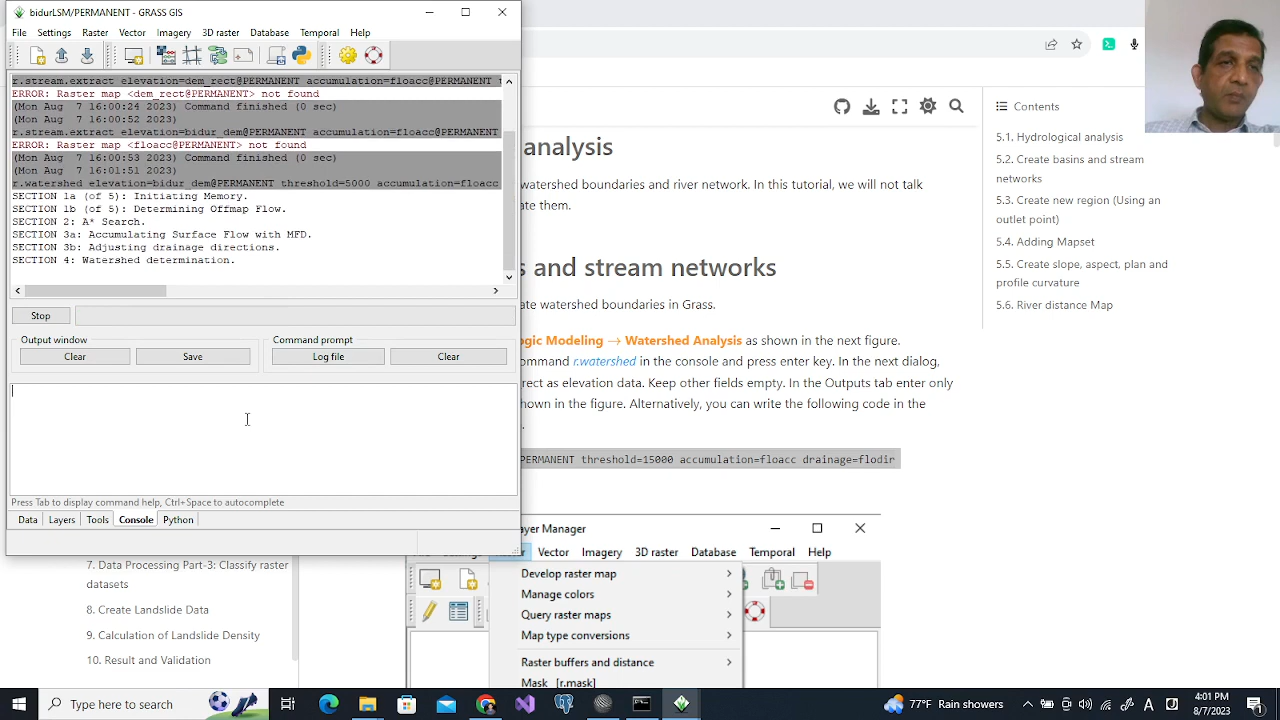 bidurLSM/PERMANENT - GRASS GIS
File Settings Raster Vector Imagery 3D raster Database Temporal Help
r.stream.extract elevation=dem_rect@PERMANENT accumulation=floacc@PERMANENT
ERROR: Raster map <dem_rect@PERMANENT> not found
(Mon Aug 7 16:00:24 2023) Command finished (0 sec)
(Mon Aug 7 16:00:52 2023)
r.stream.extract elevation=bidur_dem@PERMANENT accumulation=floacc@PERMANENT
ERROR: Raster map <floacc@PERMANENT> not found
(Mon Aug 7 16:00:53 2023) Command finished (0 sec)
(Mon Aug 7 16:01:51 2023)
r.watershed elevation=bidur_dem@PERMANENT threshold=5000 accumulation=floacc
SECTION 1a (of 5): Initiating Memory.
SECTION 1b (of 5): Determining Offmap Flow.
SECTION 2: A* Search.
SECTION 3a: Accumulating Surface Flow with MFD.
SECTION 3b: Adjusting drainage directions.
SECTION 4: Watershed determination.
Stop
Output window Command prompt
Clear Save Log file Clear
Press Tab to display command help, Ctrl+Space to autocomplete
Data Layers Tools Console Python
analysis
watershed boundaries and river network. In this tutorial, we will not talk
ate them.
s and stream networks
ate watershed boundaries in Grass.
ogic Modeling → Watershed Analysis as shown in the next figure.
ommand r.watershed in the console and press enter key. In the next dialog,
rect as elevation data. Keep other fields empty. In the Outputs tab enter only
hown in the figure. Alternatively, you can write the following code in the
.
PERMANENT threshold=15000 accumulation=floacc drainage=flodir
Contents
5.1. Hydrological analysis
5.2. Create basins and stream
networks
5.3. Create new region (Using an
outlet point)
5.4. Adding Mapset
5.5. Create slope, aspect, plan and
profile curvature
5.6. River distance Map
ayer Manager
Vector Imagery 3D raster Database Temporal Help
Develop raster map
Manage colors
Query raster maps
Map type conversions
Raster buffers and distance
Mask [r.mask]
7. Data Processing Part-3: Classify raster
datasets
8. Create Landslide Data
9. Calculation of Landslide Density
10. Result and Validation
Type here to search
77°F Rain showers
4:01 PM
8/7/2023
1